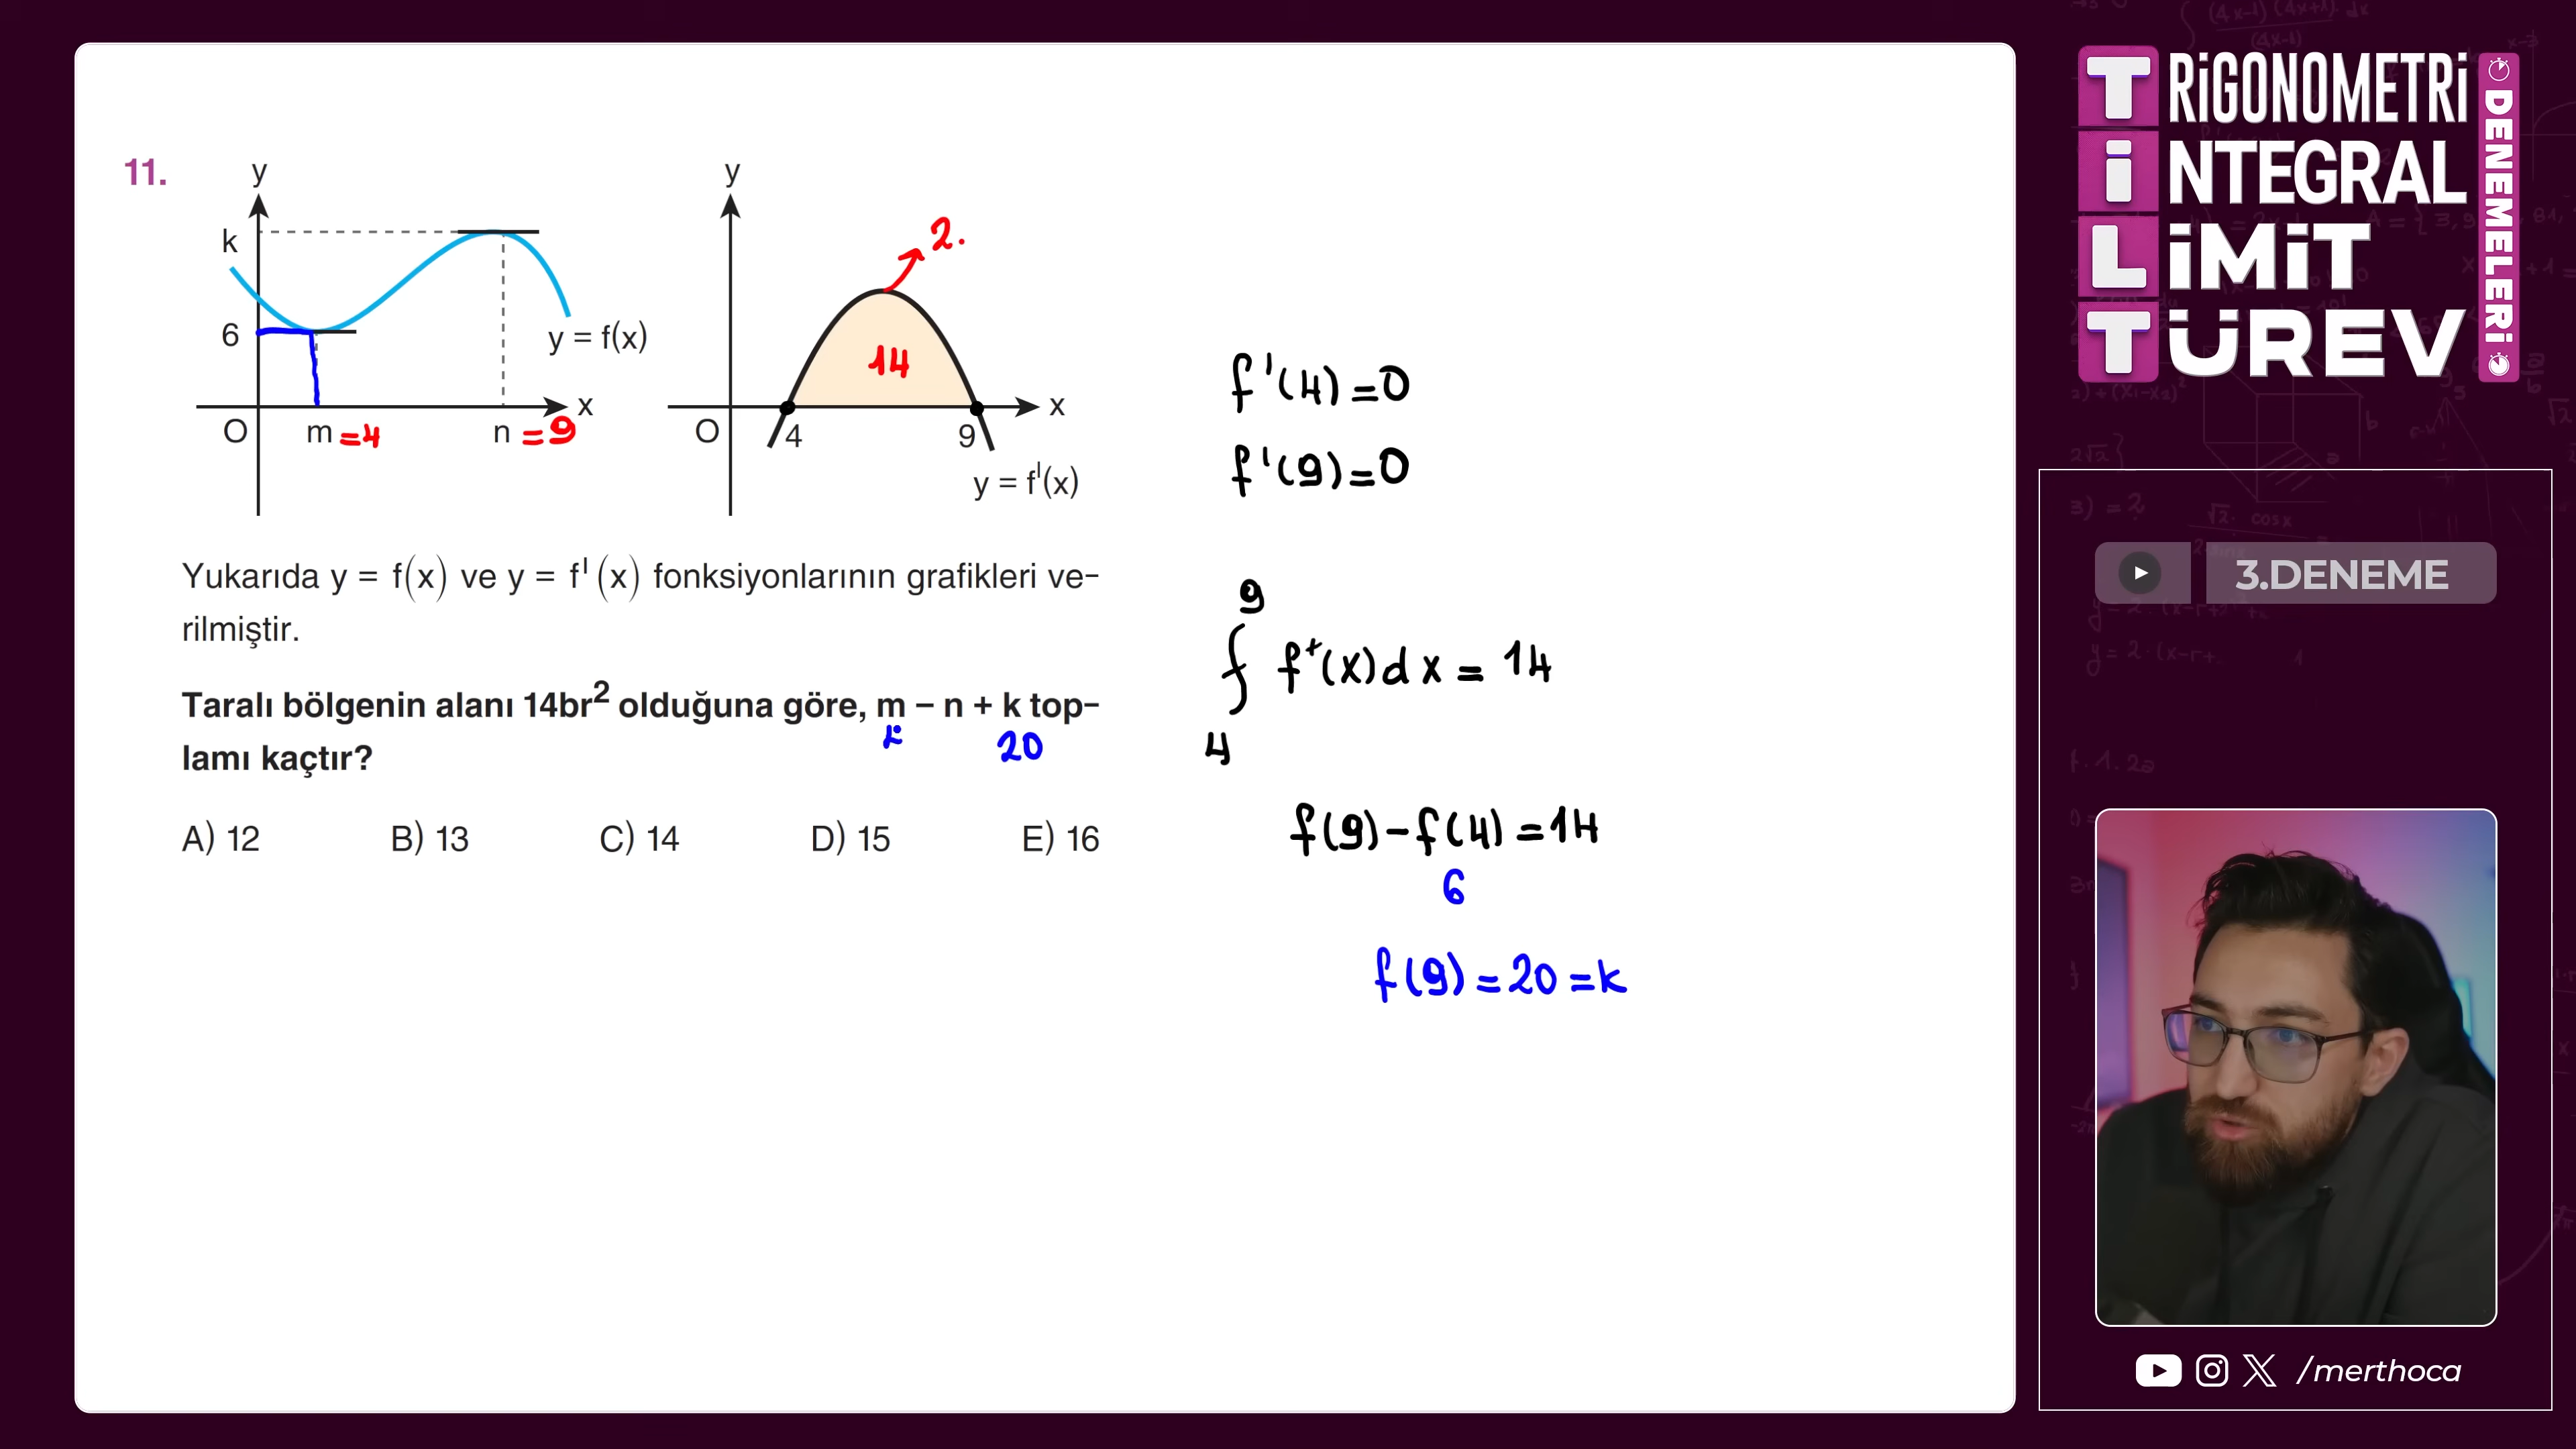 TRİGONOMETRİ
İNTEGRAL
LİMİT
TÜREV
DENEMELERİ
11.
y
k
6
O
m =4
n =9
x
y = f(x)
y
2.
14
O
4
9
x
y = f'(x)
Yukarıda y = f(x) ve y = f'(x) fonksiyonlarının grafikleri ve-
rilmiştir.
Taralı bölgenin alanı 14br² olduğuna göre, m – n + k top-
lamı kaçtır?
20
A) 12 B) 13 C) 14 D) 15 E) 16
f'(4) = 0
f'(9) = 0
9
∫ f'(x)dx = 14
4
f(9) – f(4) = 14
6
f(9) = 20 = k
3.DENEME
/merthoca